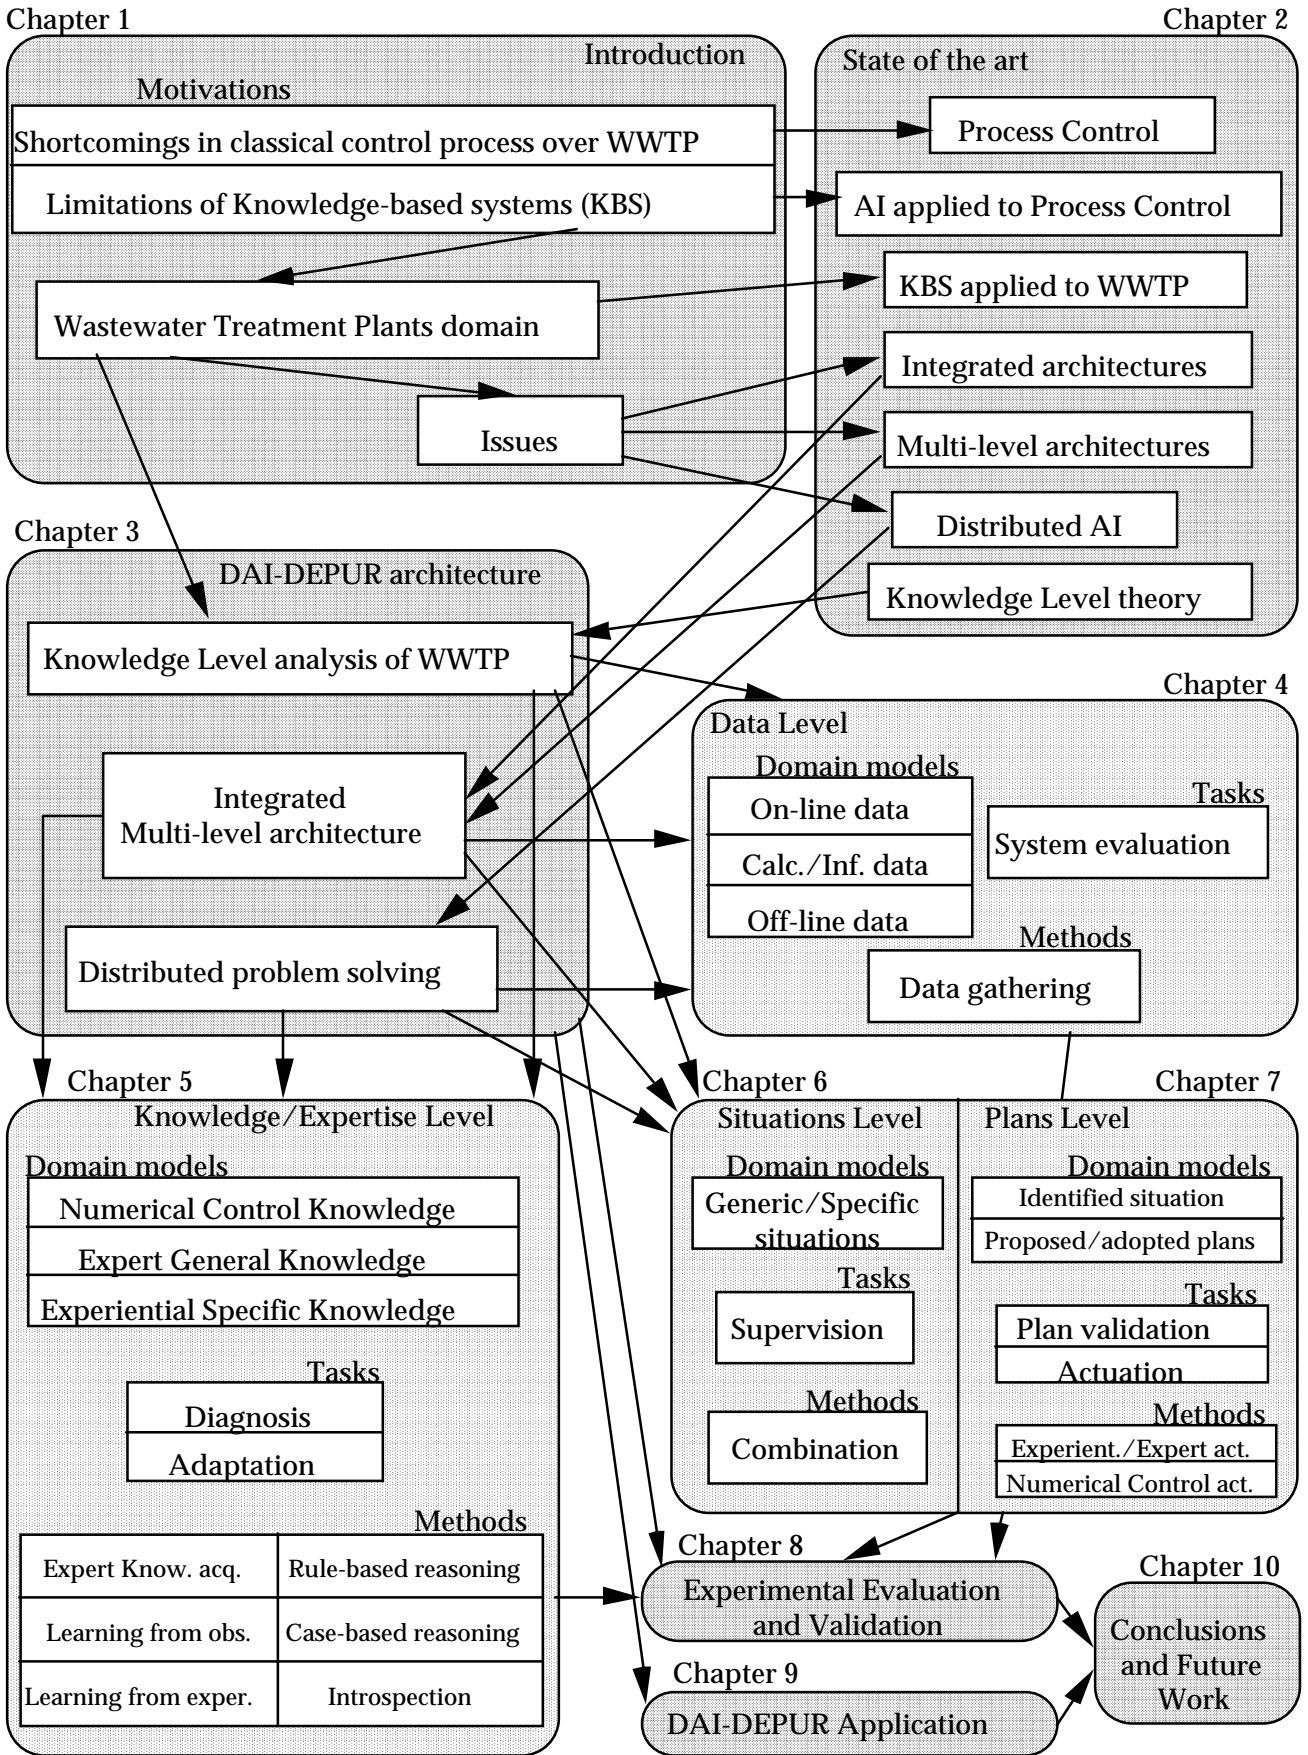 Chapter 1
Introduction
Motivations
Shortcomings in classical control process over WWTP
Limitations of Knowledge-based systems (KBS)
Wastewater Treatment Plants domain
Issues
Chapter 2
State of the art
Process Control
AI applied to Process Control
KBS applied to WWTP
Integrated architectures
Multi-level architectures
Distributed AI
Knowledge Level theory
Chapter 3
DAI-DEPUR architecture
Knowledge Level analysis of WWTP
Integrated
Multi-level architecture
Distributed problem solving
Chapter 4
Data Level
Domain models
On-line data
Calc./Inf. data
Off-line data
Tasks
System evaluation
Methods
Data gathering
Chapter 5
Knowledge/Expertise Level
Domain models
Numerical Control Knowledge
Expert General Knowledge
Experiential Specific Knowledge
Tasks
Diagnosis
Adaptation
Methods
Expert Know. acq.
Rule-based reasoning
Learning from obs.
Case-based reasoning
Learning from exper.
Introspection
Chapter 6
Situations Level
Domain models
Generic/Specific
situations
Tasks
Supervision
Methods
Combination
Chapter 7
Plans Level
Domain models
Identified situation
Proposed/adopted plans
Tasks
Plan validation
Actuation
Methods
Experient./Expert act.
Numerical Control act.
Chapter 8
Experimental Evaluation
and Validation
Chapter 9
DAI-DEPUR Application
Chapter 10
Conclusions
and Future
Work